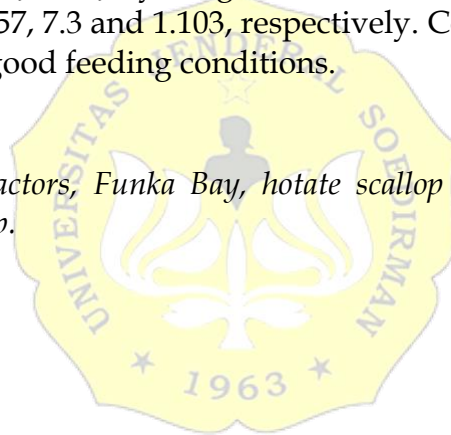 57, 7.3 and 1.103, respectively. C
good feeding conditions.
actors, Funka Bay, hotate scallop
p.
UNIVERSITAS JENDERAL SOEDIRMAN
* 1963 *